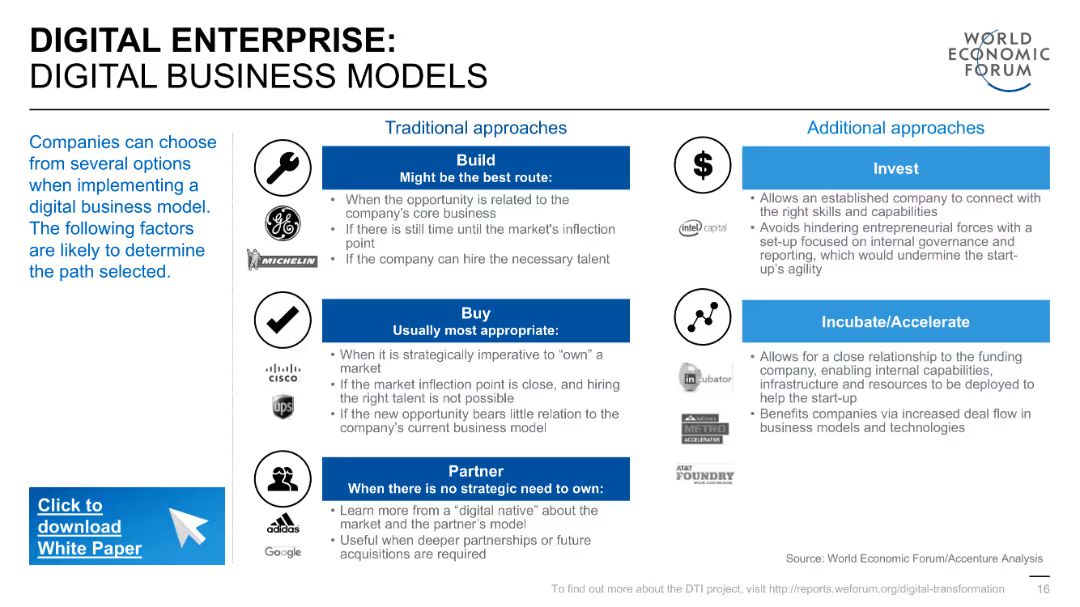 DIGITAL ENTERPRISE:
DIGITAL BUSINESS MODELS
WORLD
ECONOMIC
FORUM
Companies can choose
from several options
when implementing a
digital business model.
The following factors
are likely to determine
the path selected.
Click to
download
White Paper
Traditional approaches
Build
Might be the best route:
• When the opportunity is related to the
company's core business
• If there is still time until the market's inflection
point
• If the company can hire the necessary talent
GE
MICHELIN
Buy
Usually most appropriate:
• When it is strategically imperative to “own” a
market
• If the market inflection point is close, and hiring
the right talent is not possible
• If the new opportunity bears little relation to the
company's current business model
CISCO
ups
Partner
When there is no strategic need to own:
• Learn more from a “digital native” about the
market and the partner's model
• Useful when deeper partnerships or future
acquisitions are required
adidas
Google
Additional approaches
Invest
• Allows an established company to connect with
the right skills and capabilities
• Avoids hindering entrepreneurial forces with a
set-up focused on internal governance and
reporting, which would undermine the start-
up's agility
intel capital
Incubate/Accelerate
• Allows for a close relationship to the funding
company, enabling internal capabilities,
infrastructure and resources to be deployed to
help the start-up
• Benefits companies via increased deal flow in
business models and technologies
incubator
METRO
ACCELERATOR
AT&T
FOUNDRY
Source: World Economic Forum/Accenture Analysis
To find out more about the DTI project, visit http://reports.weforum.org/digital-transformation
16